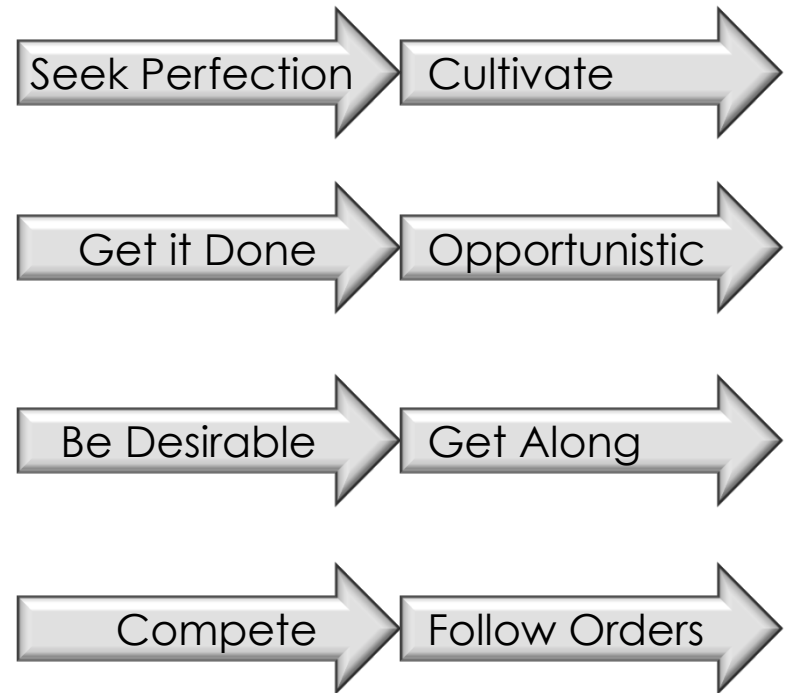 Seek Perfection
Cultivate
Get it Done
Opportunistic
Be Desirable
Get Along
Compete
Follow Orders